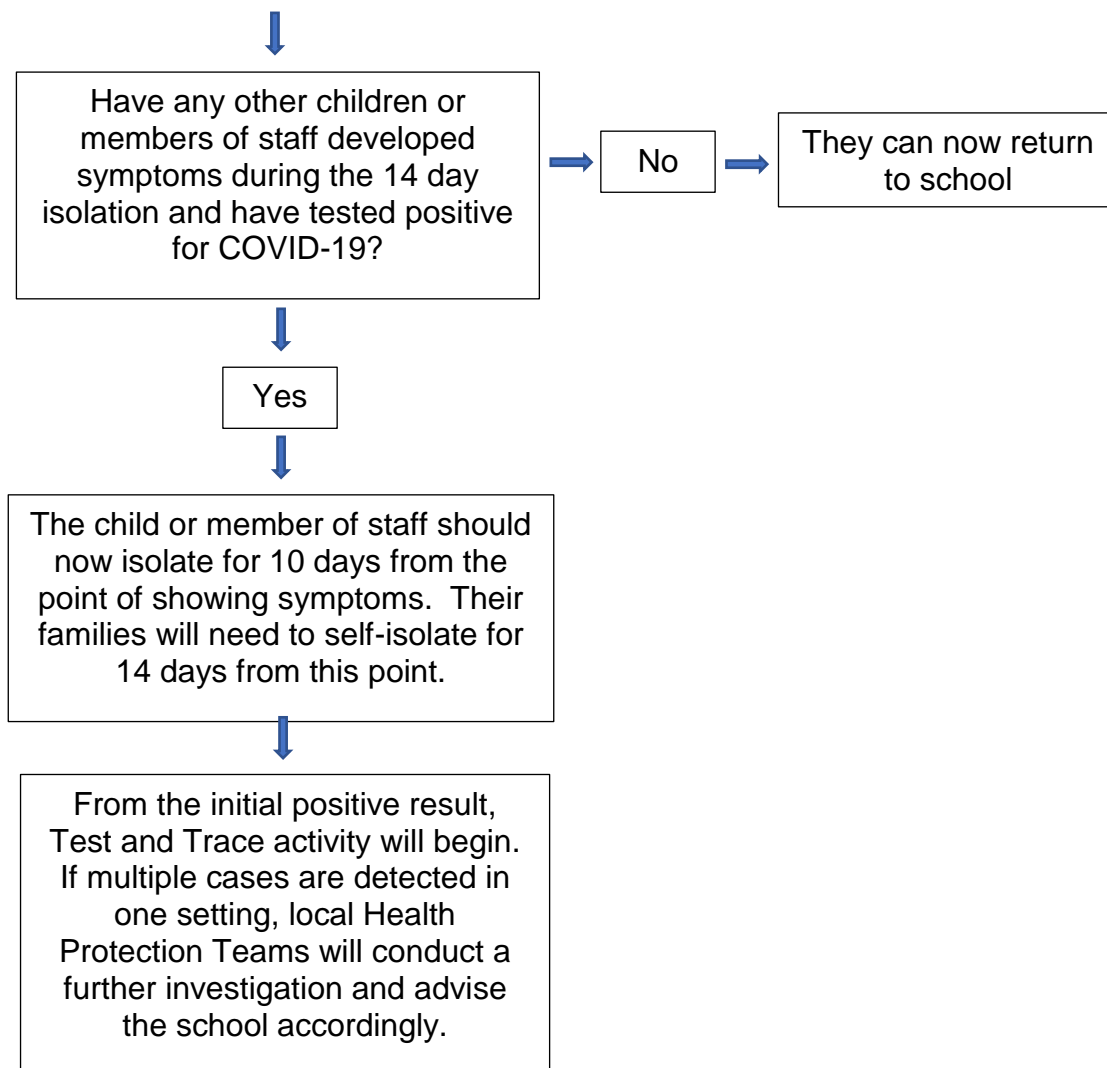 Have any other children or
members of staff developed
symptoms during the 14 day
isolation and have tested positive
for COVID-19?
No
They can now return
to school
Yes
The child or member of staff should
now isolate for 10 days from the
point of showing symptoms.  Their
families will need to self-isolate for
14 days from this point.
From the initial positive result,
Test and Trace activity will begin.
If multiple cases are detected in
one setting, local Health
Protection Teams will conduct a
further investigation and advise
the school accordingly.